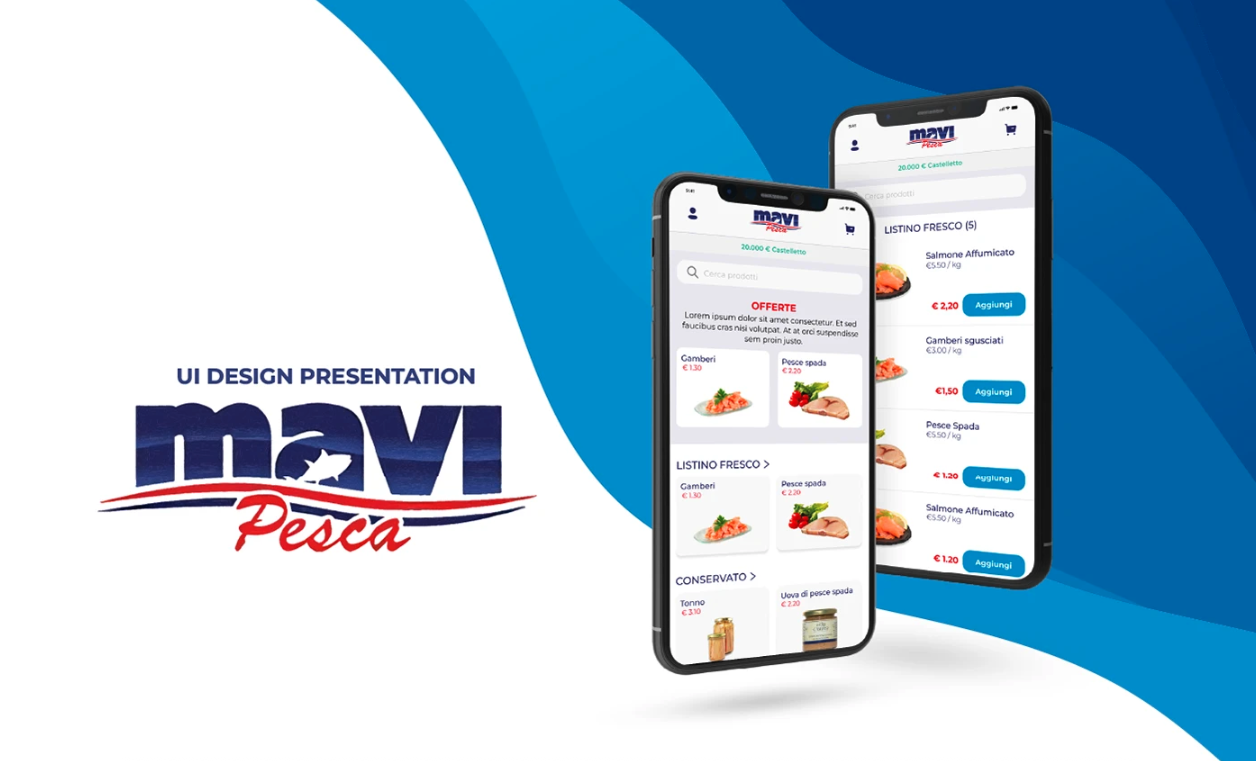 UI DESIGN PRESENTATION
mavi
Pesca
9:41
mavi
Pesca
20.000 € Castelletto
Cerca prodotti
OFFERTE
Lorem ipsum dolor sit amet consectetur. Et sed
faucibus cras nisi volutpat. At at orci suspendisse
sem proin justo.
Gamberi
€ 1.30
Pesce spada
€ 2.20
LISTINO FRESCO >
Gamberi
€ 1.30
Pesce spada
€ 2.20
CONSERVATO >
Tonno
€ 3.10
Uova di pesce spada
€ 2.20
9:41
mavi
Pesca
20.000 € Castelletto
Cerca prodotti
LISTINO FRESCO (5)
Salmone Affumicato
€5.50 / kg
€ 2,20
Aggiungi
Gamberi sgusciati
€3.00 / kg
€1,50
Aggiungi
Pesce Spada
€5.50 / kg
€ 1.20
Aggiungi
Salmone Affumicato
€5.50 / kg
€ 1.20
Aggiungi